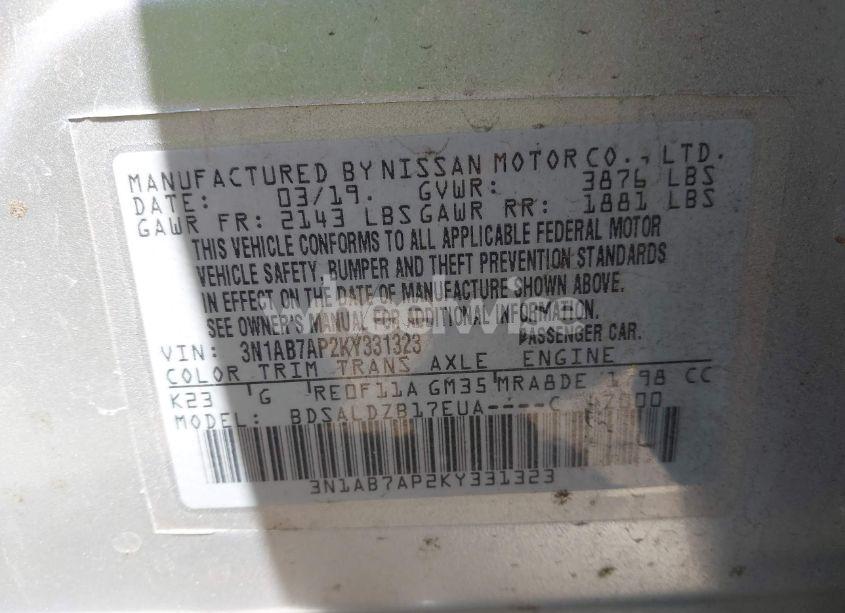 MANUFACTURED BY NISSAN MOTOR CO., LTD.
DATE: 03/19. GVWR: 3876 LBS
GAWR FR: 2143 LBS GAWR RR: 1881 LBS
THIS VEHICLE CONFORMS TO ALL APPLICABLE FEDERAL MOTOR
VEHICLE SAFETY, BUMPER AND THEFT PREVENTION STANDARDS
IN EFFECT ON THE DATE OF MANUFACTURE SHOWN ABOVE.
SEE OWNER'S MANUAL FOR ADDITIONAL INFORMATION.
VIN: 3N1AB7AP2KY331323 PASSENGER CAR.
COLOR TRIM TRANS AXLE ENGINE
K23 G RE0F11A GM35 MRA8DE 1798 CC
MODEL: BDSALDZB17EUA----C
3N1AB7AP2KY331323
wheelwise